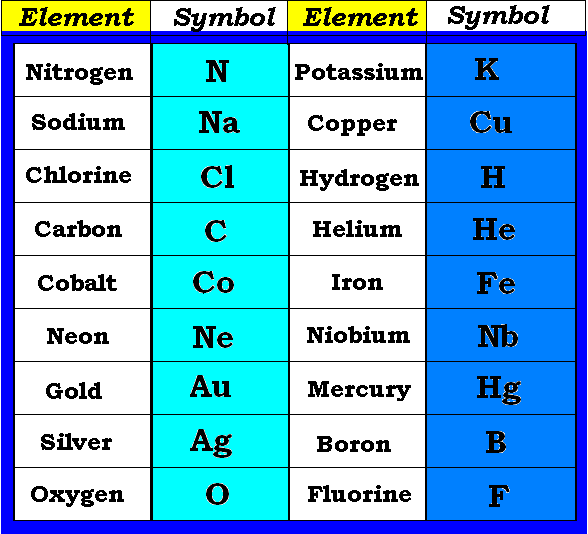 Element Symbol Element Symbol
Nitrogen N Potassium K
Sodium Na Copper Cu
Chlorine Cl Hydrogen H
Carbon C Helium He
Cobalt Co Iron Fe
Neon Ne Niobium Nb
Gold Au Mercury Hg
Silver Ag Boron B
Oxygen O Fluorine F